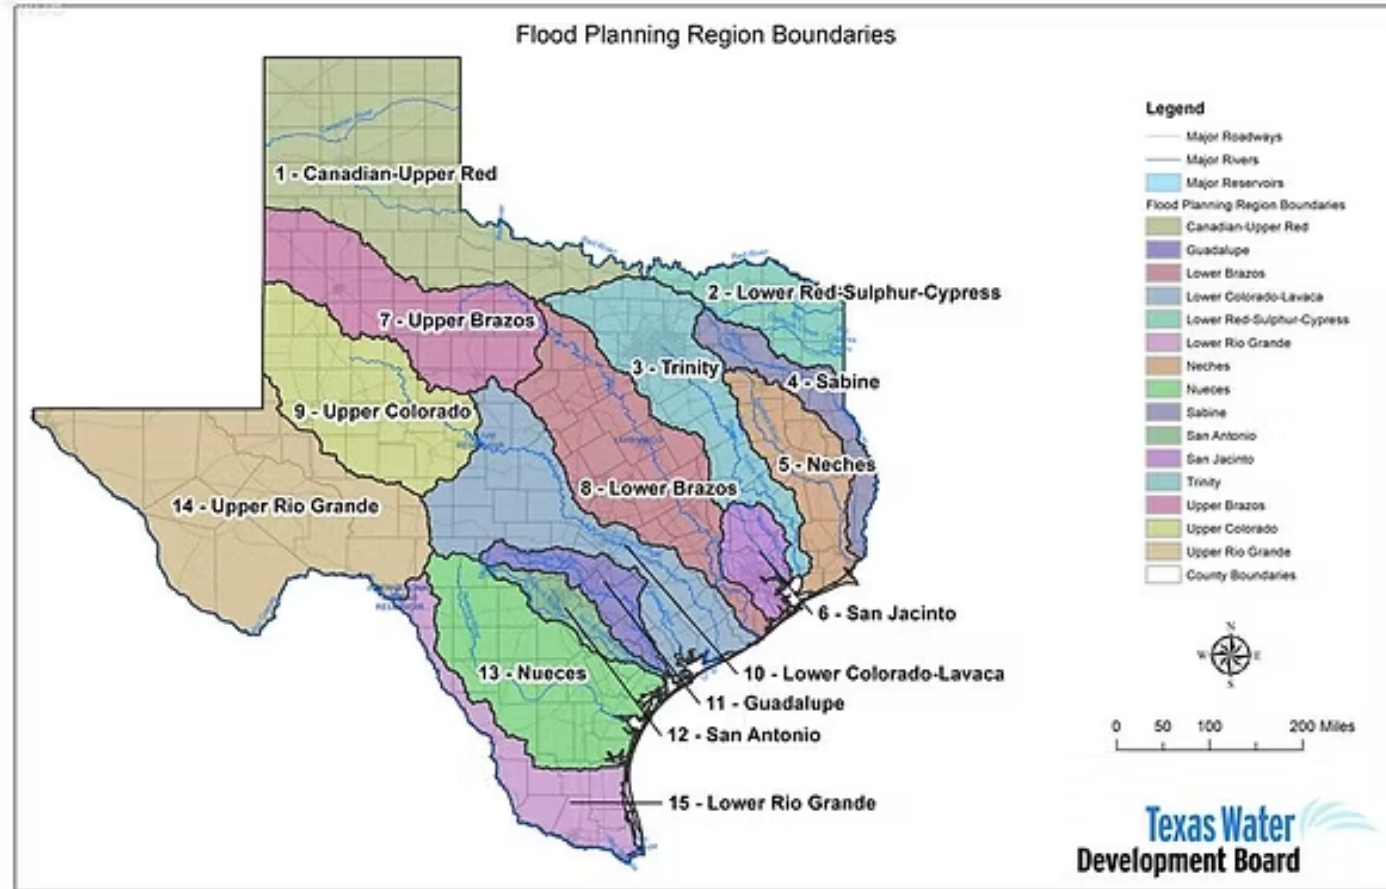 Flood Planning Region Boundaries
1 - Canadian-Upper Red
Red River
Red River
2 - Lower Red-Sulphur-Cypress
7 - Upper Brazos
3 - Trinity
4 - Sabine
9 - Upper Colorado
5 - Neches
8 - Lower Brazos
14 - Upper Rio Grande
6 - San Jacinto
13 - Nueces
10 - Lower Colorado-Lavaca
11 - Guadalupe
12 - San Antonio
15 - Lower Rio Grande
Legend
Major Roadways
Major Rivers
Major Reservoirs
Flood Planning Region Boundaries
Canadian-Upper Red
Guadalupe
Lower Brazos
Lower Colorado-Lavaca
Lower Red-Sulphur-Cypress
Lower Rio Grande
Neches
Nueces
Sabine
San Antonio
San Jacinto
Trinity
Upper Brazos
Upper Colorado
Upper Rio Grande
County Boundaries
N
W E
S
0 50 100 200 Miles
Texas Water
Development Board